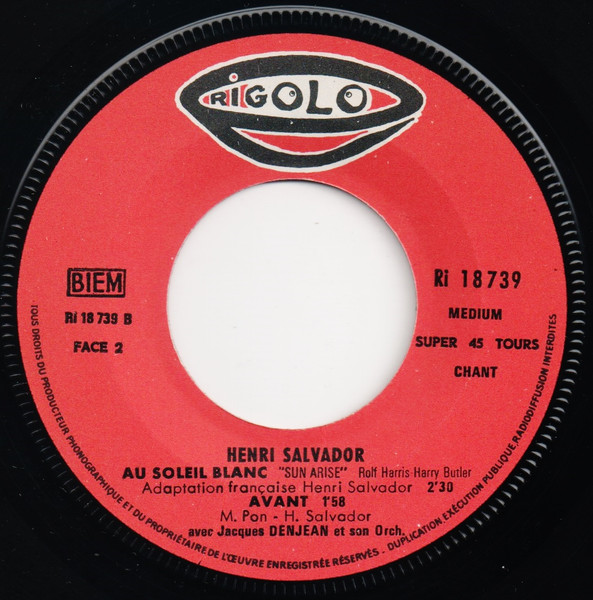 RIGOLO
BIEM
Ri 18 739 B
FACE 2
Ri 18739
MEDIUM
SUPER 45 TOURS
CHANT
HENRI SALVADOR
AU SOLEIL BLANC "SUN ARISE" Rolf Harris-Harry Butler
Adaptation française Henri Salvador 2'30
AVANT 1'58
M. Pon - H. Salvador
avec Jacques DENJEAN et son Orch.
TOUS DROITS DU PRODUCTEUR PHONOGRAPHIQUE ET DU PROPRIÉTAIRE DE L'ŒUVRE ENREGISTRÉE RÉSERVÉS - DUPLICATION, EXÉCUTION PUBLIQUE, RADIODIFFUSION INTERDITES